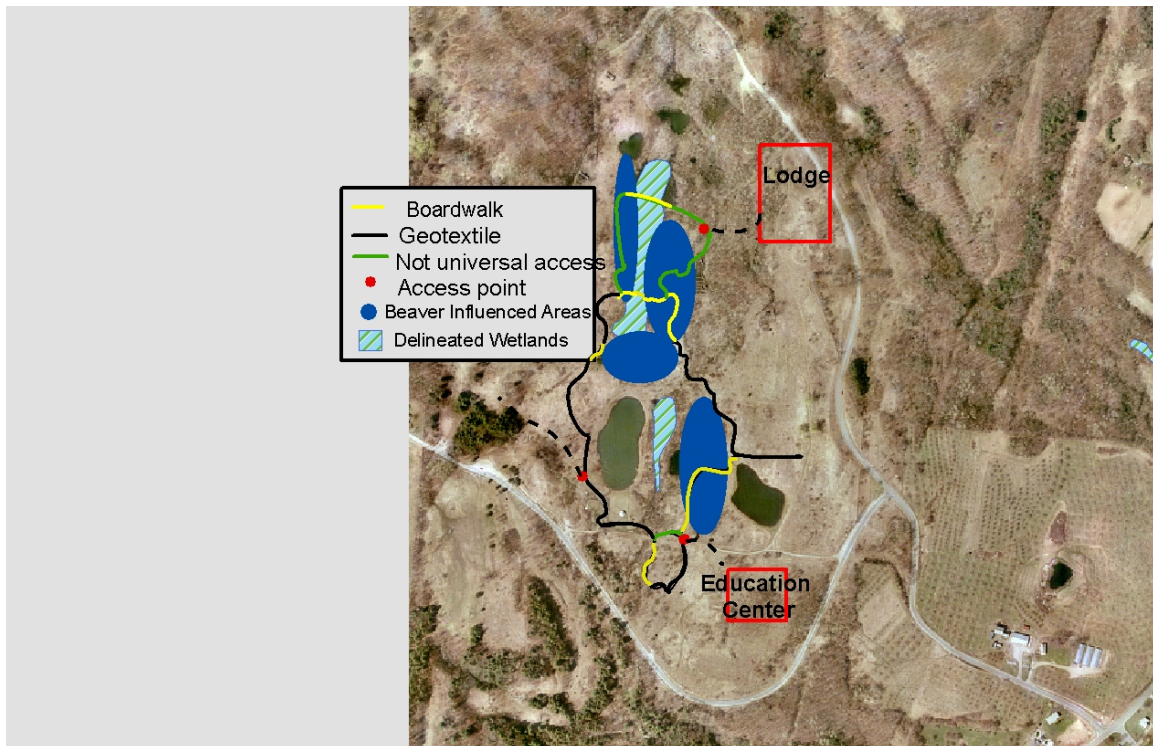 Lodge
Boardwalk
Geotextile
Not universal access
Access point
Beaver Influenced Areas
Delineated Wetlands
Education
Center